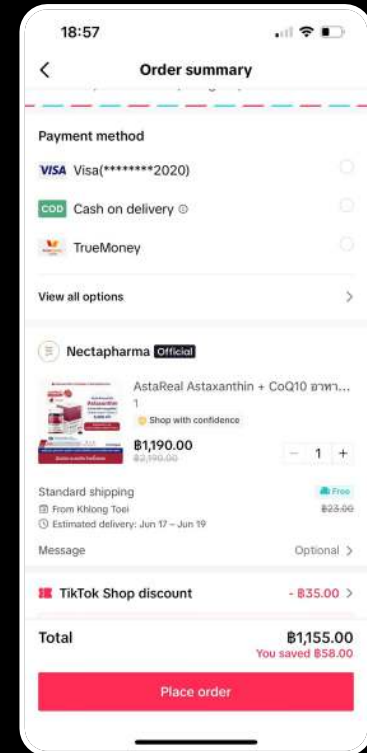 18:57
Order summary
Payment method
VISA Visa(********2020)
COD Cash on delivery
TrueMoney
View all options
Nectapharma Official
AstaReal Astaxanthin + CoQ10 อาหา...
1
Shop with confidence
฿1,190.00
฿2,190.00
- 1 +
Standard shipping Free
From Khlong Toei ฿23.00
Estimated delivery: Jun 17 – Jun 19
Message Optional
TikTok Shop discount - ฿35.00
Total ฿1,155.00
You saved ฿58.00
Place order